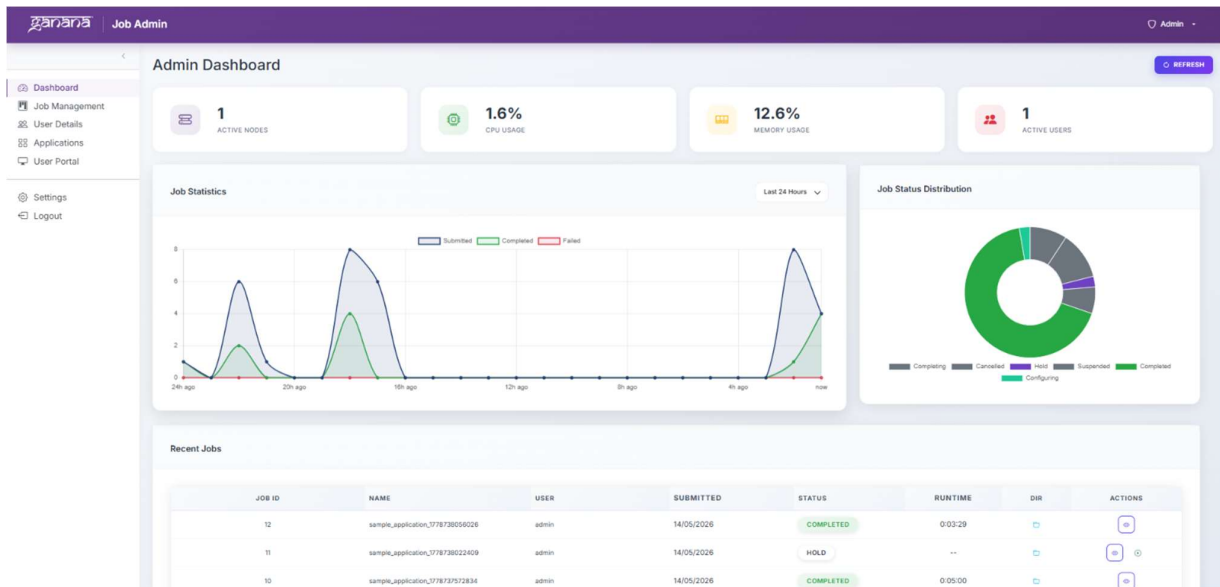 ganana Job Admin
Admin
Dashboard
Job Management
User Details
Applications
User Portal
Settings
Logout
Admin Dashboard
REFRESH
1
ACTIVE NODES
1.6%
CPU USAGE
12.6%
MEMORY USAGE
1
ACTIVE USERS
Job Statistics
Last 24 Hours
Submitted Completed Failed
8
6
4
2
0
24h ago 20h ago 16h ago 12h ago 8h ago 4h ago now
Job Status Distribution
Completing Cancelled Hold Suspended Completed
Configuring
Recent Jobs
JOB ID NAME USER SUBMITTED STATUS RUNTIME DIR ACTIONS
12 sample_application_1778738056026 admin 14/05/2026 COMPLETED 0:03:29
11 sample_application_1778738022409 admin 14/05/2026 HOLD --
10 sample_application_1778737572834 admin 14/05/2026 COMPLETED 0:05:00